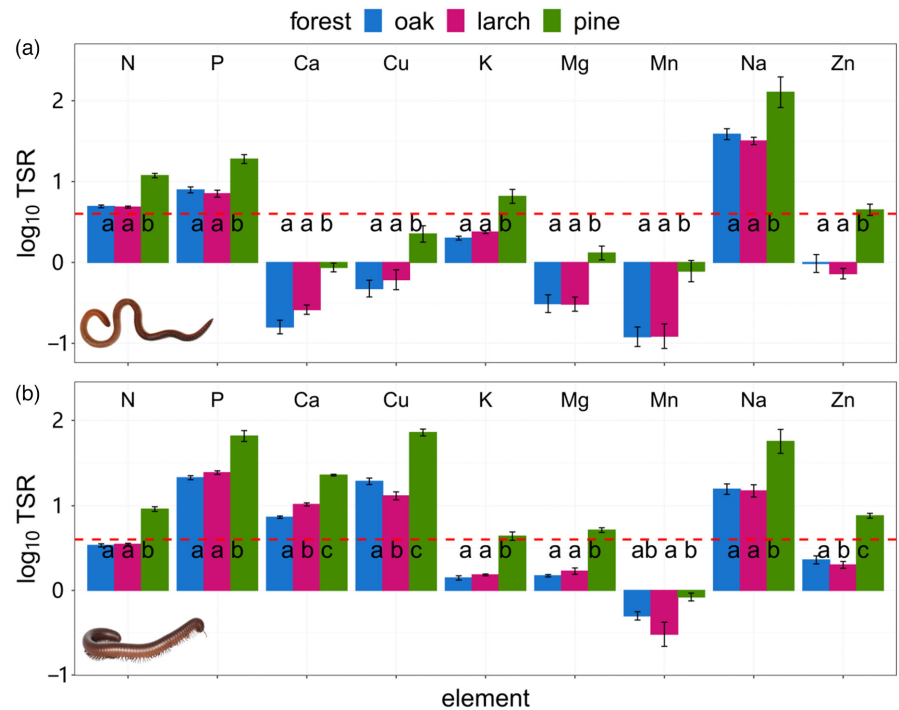 forest oak larch pine
(a)
N P Ca Cu K Mg Mn Na Zn
2
1
a a b a a b a a b a a b a a b a a b a a b a a b a a b
0
−1
log10 TSR
(b)
N P Ca Cu K Mg Mn Na Zn
2
1
a a b a a b a b c a b c a a b a a b ab a b a a b a b c
0
−1
log10 TSR
element